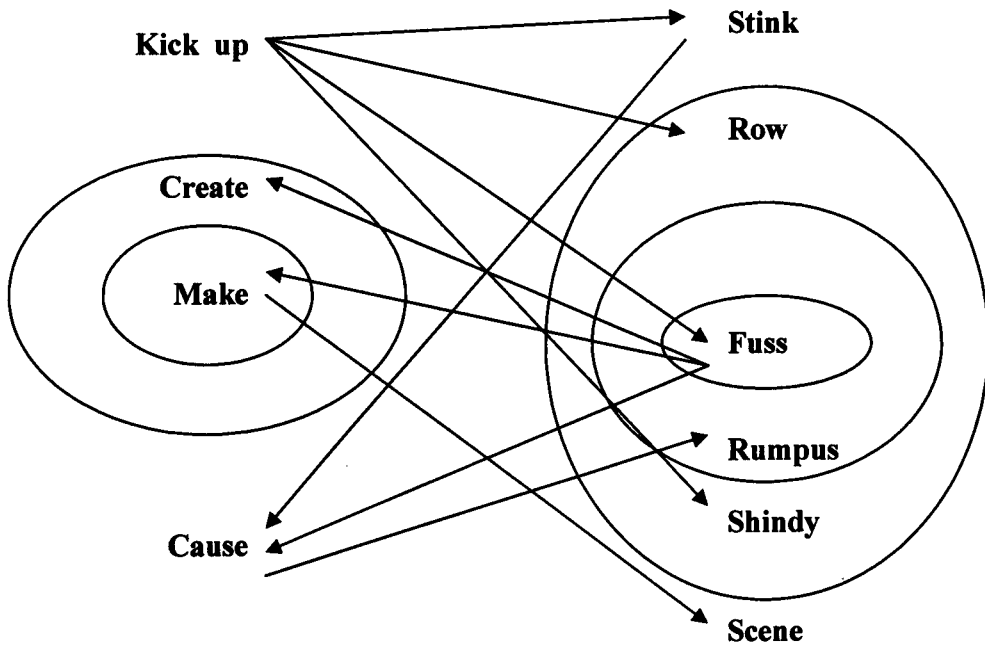 Kick up
Stink
Row
Create
Make
Fuss
Rumpus
Shindy
Cause
Scene